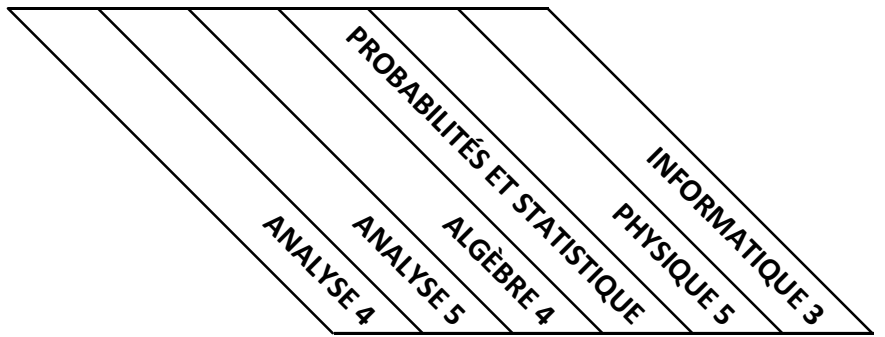 ANALYSE 4
ANALYSE 5
ALGÈBRE 4
PROBABILITÉS ET STATISTIQUE
PHYSIQUE 5
INFORMATIQUE 3